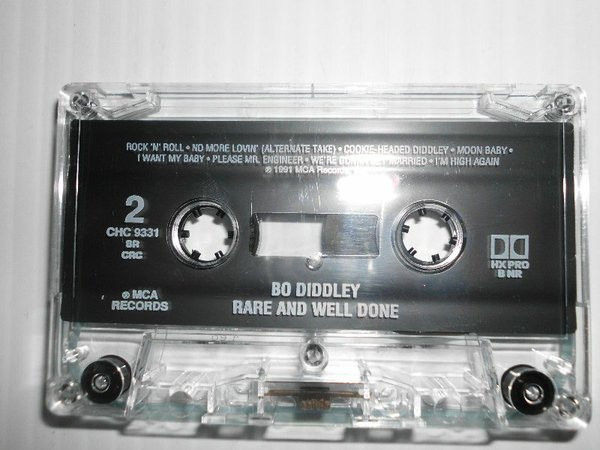 ROCK 'N' ROLL • NO MORE LOVIN' (ALTERNATE TAKE) • COOKIE-HEADED DIDDLEY • MOON BABY •
I WANT MY BABY • PLEASE MR. ENGINEER • WE'RE GONNA GET MARRIED • I'M HIGH AGAIN
© 1991 MCA Records
2
CHC 9331
BR
CRC
HX PRO
B NR
℗ MCA
RECORDS
BO DIDDLEY
RARE AND WELL DONE